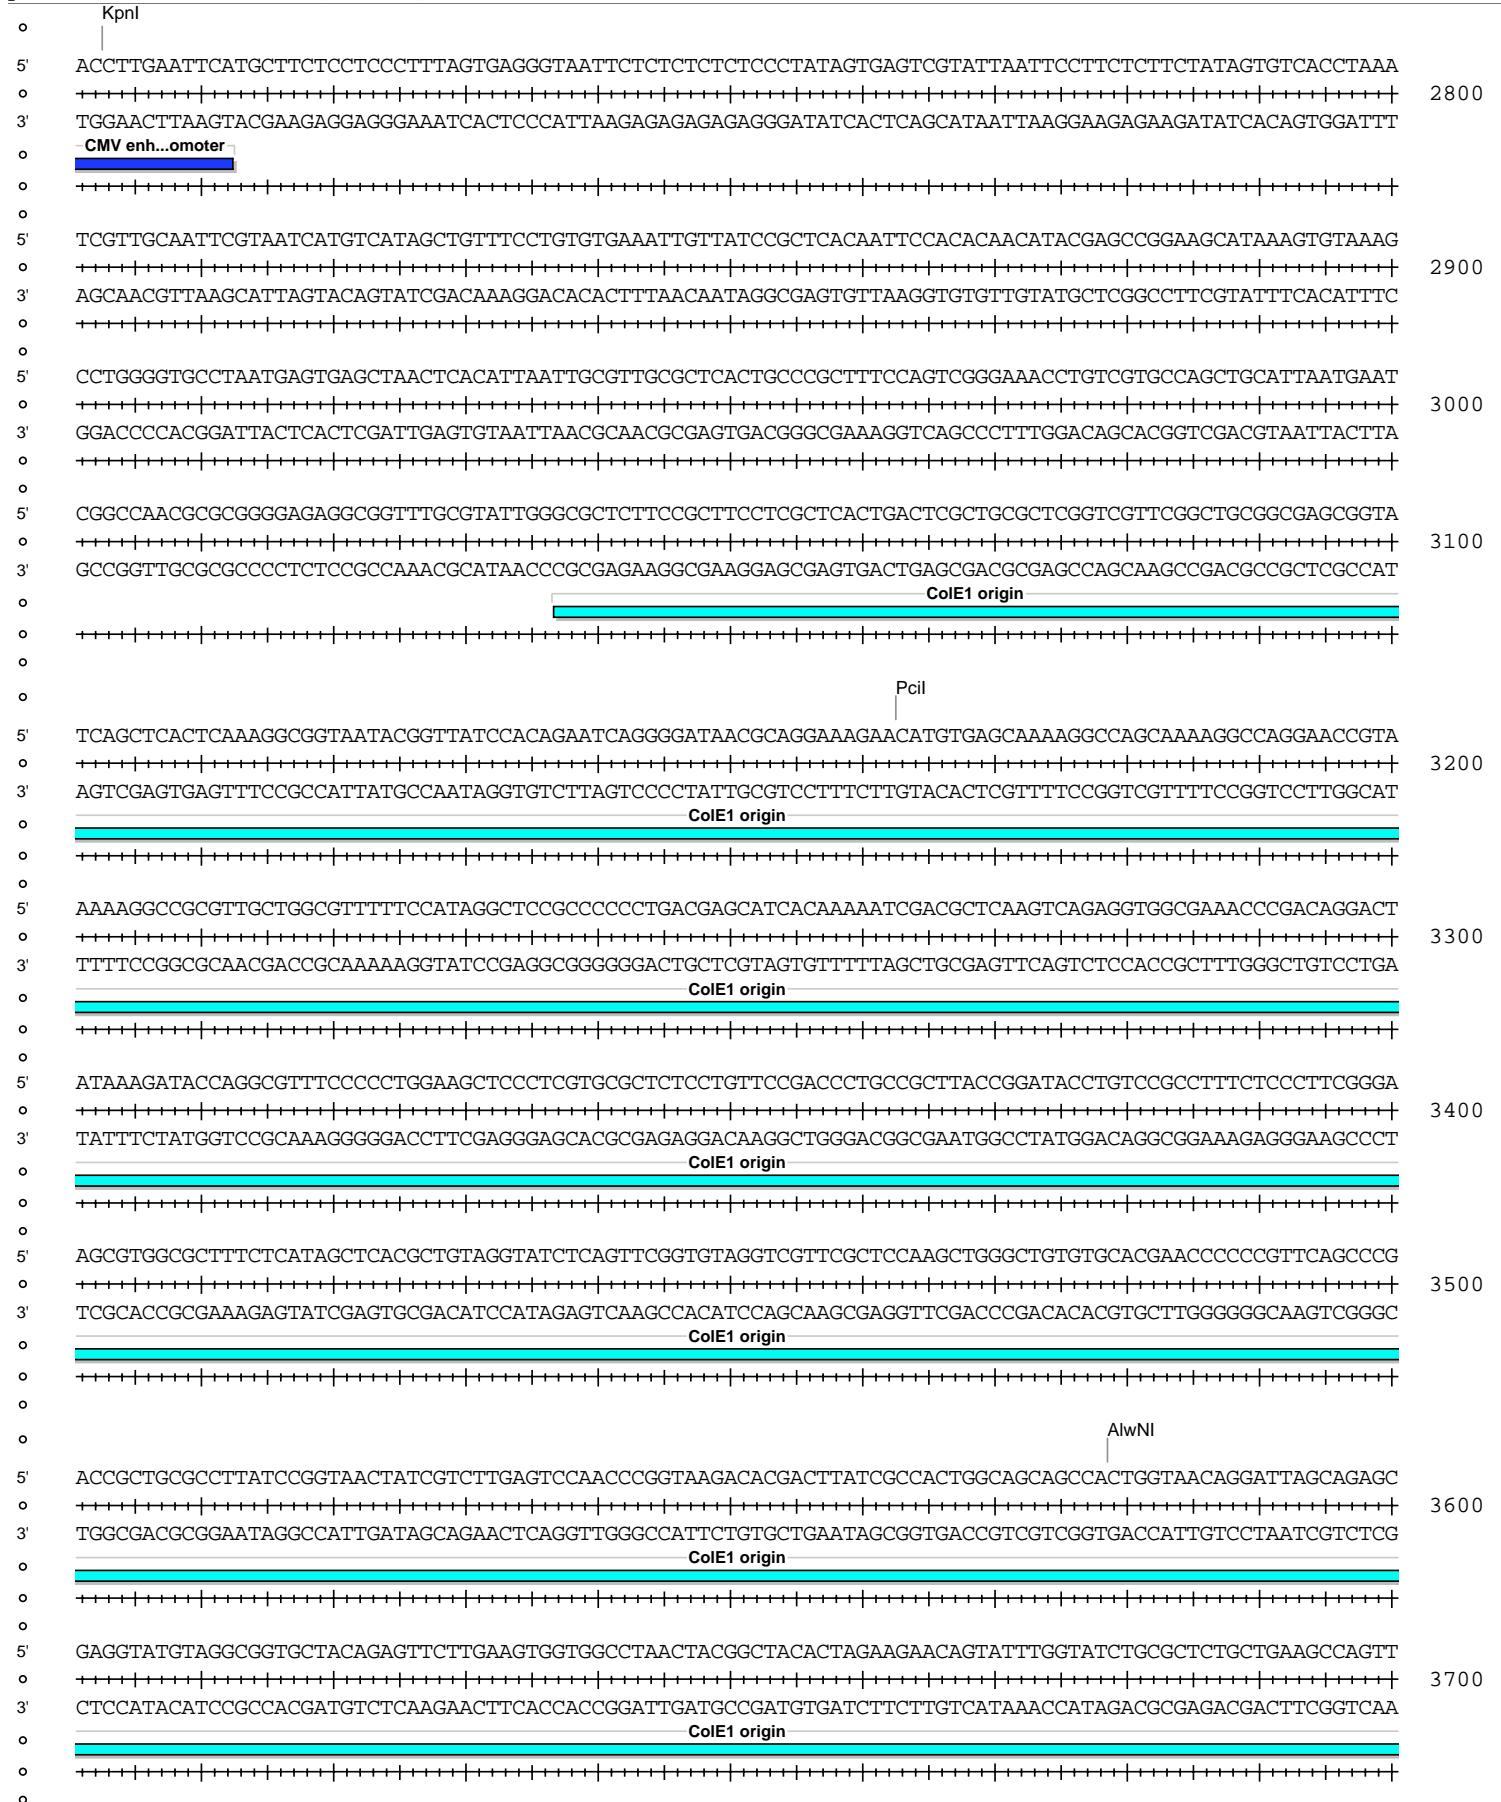 KpnI
5' ACCTTGAATTCATGCTTCTCCTCCCTTTAGTGAGGGTAATTCTCTCTCTCTCCCTATAGTGAGTCGTATTAATTCCTTCTCTTCTATAGTGTCACCTAAA
2800
3' TGGAACTTAAGTACGAAGAGGAGGGAAATCACTCCCATTAAGAGAGAGAGAGGGATATCACTCAGCATAATTAAGGAAGAGAAGATATCACAGTGGATTT
CMV enh...omoter
5' TCGTTGCAATTCGTAATCATGTCATAGCTGTTTCCTGTGTGAAATTGTTATCCGCTCACAATTCCACACAACATACGAGCCGGAAGCATAAAGTGTAAAG
2900
3' AGCAACGTTAAGCATTAGTACAGTATCGACAAAGGACACACTTTAACAATAGGCGAGTGTTAAGGTGTGTTGTATGCTCGGCCTTCGTATTTCACATTTC
5' CCTGGGGTGCCTAATGAGTGAGCTAACTCACATTAATTGCGTTGCGCTCACTGCCCGCTTTCCAGTCGGGAAACCTGTCGTGCCAGCTGCATTAATGAAT
3000
3' GGACCCCACGGATTACTCACTCGATTGAGTGTAATTAACGCAACGCGAGTGACGGGCGAAAGGTCAGCCCTTTGGACAGCACGGTCGACGTAATTACTTA
5' CGGCCAACGCGCGGGGAGAGGCGGTTTGCGTATTGGGCGCTCTTCCGCTTCCTCGCTCACTGACTCGCTGCGCTCGGTCGTTCGGCTGCGGCGAGCGGTA
3100
3' GCCGGTTGCGCGCCCCTCTCCGCCAAACGCATAACCCGCGAGAAGGCGAAGGAGCGAGTGACTGAGCGACGCGAGCCAGCAAGCCGACGCCGCTCGCCAT
ColE1 origin
PciI
5' TCAGCTCACTCAAAGGCGGTAATACGGTTATCCACAGAATCAGGGGATAACGCAGGAAAGAACATGTGAGCAAAAGGCCAGCAAAAGGCCAGGAACCGTA
3200
3' AGTCGAGTGAGTTTCCGCCATTATGCCAATAGGTGTCTTAGTCCCCTATTGCGTCCTTTCTTGTACACTCGTTTTCCGGTCGTTTTCCGGTCCTTGGCAT
ColE1 origin
5' AAAAGGCCGCGTTGCTGGCGTTTTTCCATAGGCTCCGCCCCCCTGACGAGCATCACAAAAATCGACGCTCAAGTCAGAGGTGGCGAAACCCGACAGGACT
3300
3' TTTTCCGGCGCAACGACCGCAAAAAGGTATCCGAGGCGGGGGGACTGCTCGTAGTGTTTTTAGCTGCGAGTTCAGTCTCCACCGCTTTGGGCTGTCCTGA
ColE1 origin
5' ATAAAGATACCAGGCGTTTCCCCCTGGAAGCTCCCTCGTGCGCTCTCCTGTTCCGACCCTGCCGCTTACCGGATACCTGTCCGCCTTTCTCCCTTCGGGA
3400
3' TATTTCTATGGTCCGCAAAGGGGGACCTTCGAGGGAGCACGCGAGAGGACAAGGCTGGGACGGCGAATGGCCTATGGACAGGCGGAAAGAGGGAAGCCCT
ColE1 origin
5' AGCGTGGCGCTTTCTCATAGCTCACGCTGTAGGTATCTCAGTTCGGTGTAGGTCGTTCGCTCCAAGCTGGGCTGTGTGCACGAACCCCCCGTTCAGCCCG
3500
3' TCGCACCGCGAAAGAGTATCGAGTGCGACATCCATAGAGTCAAGCCACATCCAGCAAGCGAGGTTCGACCCGACACACGTGCTTGGGGGGCAAGTCGGGC
ColE1 origin
AlwNI
5' ACCGCTGCGCCTTATCCGGTAACTATCGTCTTGAGTCCAACCCGGTAAGACACGACTTATCGCCACTGGCAGCAGCCACTGGTAACAGGATTAGCAGAGC
3600
3' TGGCGACGCGGAATAGGCCATTGATAGCAGAACTCAGGTTGGGCCATTCTGTGCTGAATAGCGGTGACCGTCGTCGGTGACCATTGTCCTAATCGTCTCG
ColE1 origin
5' GAGGTATGTAGGCGGTGCTACAGAGTTCTTGAAGTGGTGGCCTAACTACGGCTACACTAGAAGAACAGTATTTGGTATCTGCGCTCTGCTGAAGCCAGTT
3700
3' CTCCATACATCCGCCACGATGTCTCAAGAACTTCACCACCGGATTGATGCCGATGTGATCTTCTTGTCATAAACCATAGACGCGAGACGACTTCGGTCAA
ColE1 origin